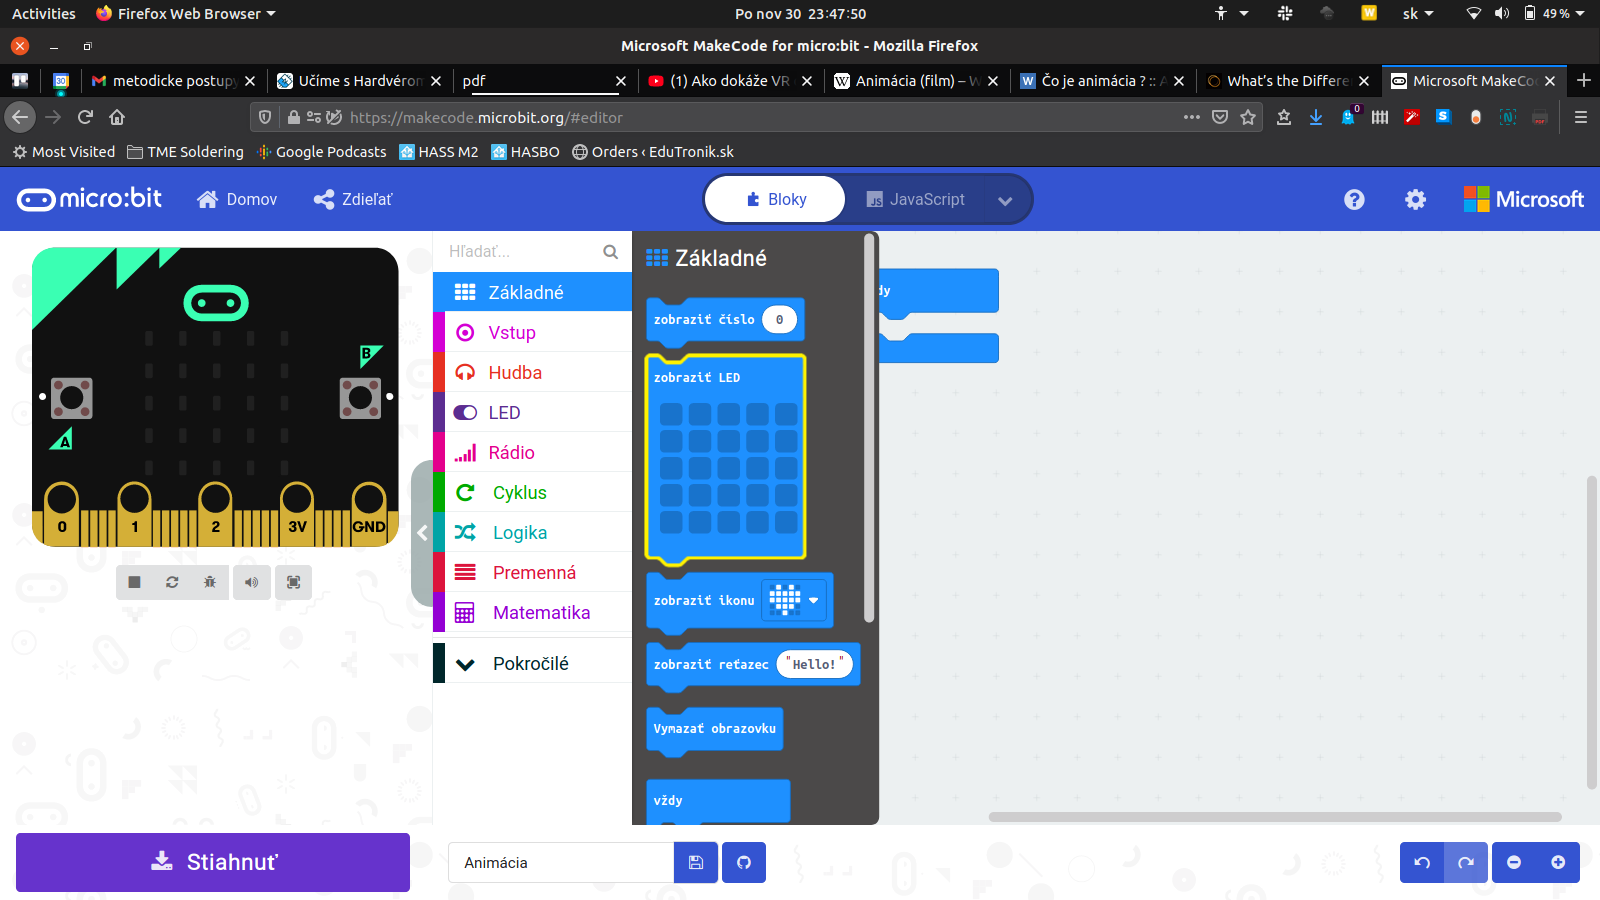 Activities Firefox Web Browser Po nov 30 23:47:50 sk 49 %
Microsoft MakeCode for micro:bit - Mozilla Firefox
30 metodicke postupy Učíme s Hardvérom pdf (1) Ako dokáže VR Animácia (film) – W Čo je animácia ? :: A What's the Differen Microsoft MakeCod
https://makecode.microbit.org/#editor 0
Most Visited TME Soldering Google Podcasts HASS M2 HASBO Orders ‹ EduTronik.sk
micro:bit Domov Zdieľať Bloky JavaScript Microsoft
Hľadať...
Základné
Vstup
Hudba
LED
Rádio
Cyklus
Logika
Premenná
Matematika
Pokročilé
Základné
zobraziť číslo 0
zobraziť LED
zobraziť ikonu
zobraziť reťazec "Hello!"
Vymazať obrazovku
vždy
dy
B
A
0 1 2 3V GND
Stiahnuť
Animácia